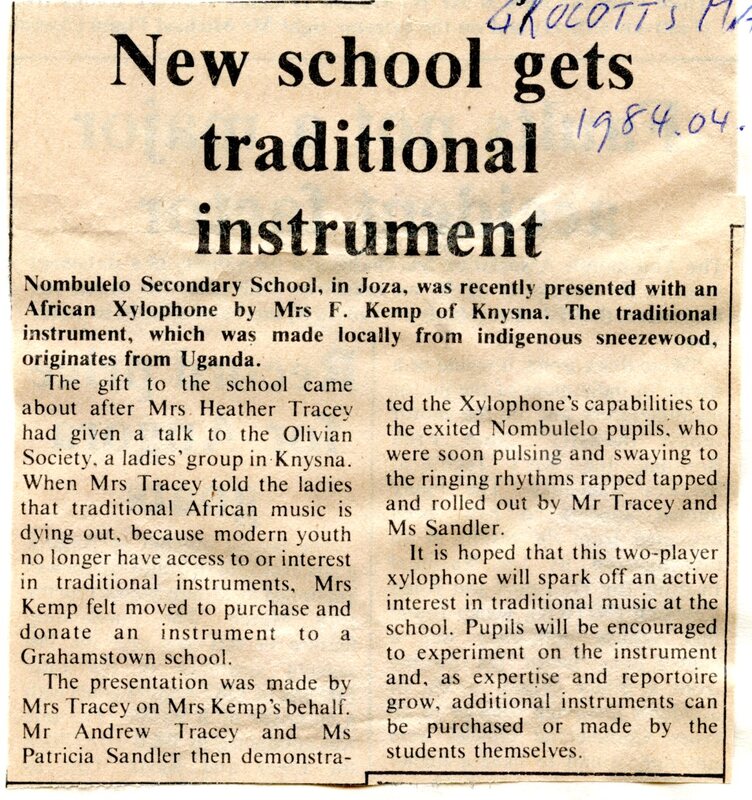 GROCOTT'S
1984.04.
New school gets
traditional
instrument
Nombulelo Secondary School, in Joza, was recently presented with an
African Xylophone by Mrs F. Kemp of Knysna. The traditional
instrument, which was made locally from indigenous sneezewood,
originates from Uganda.
The gift to the school came
about after Mrs Heather Tracey
had given a talk to the Olivian
Society, a ladies' group in Knysna.
When Mrs Tracey told the ladies
that traditional African music is
dying out, because modern youth
no longer have access to or interest
in traditional instruments, Mrs
Kemp felt moved to purchase and
donate an instrument to a
Grahamstown school.
The presentation was made by
Mrs Tracey on Mrs Kemp's behalf.
Mr Andrew Tracey and Ms
Patricia Sandler then demonstra-
ted the Xylophone's capabilities to
the exited Nombulelo pupils, who
were soon pulsing and swaying to
the ringing rhythms rapped tapped
and rolled out by Mr Tracey and
Ms Sandler.
It is hoped that this two-player
xylophone will spark off an active
interest in traditional music at the
school. Pupils will be encouraged
to experiment on the instrument
and, as expertise and reportoire
grow, additional instruments can
be purchased or made by the
students themselves.